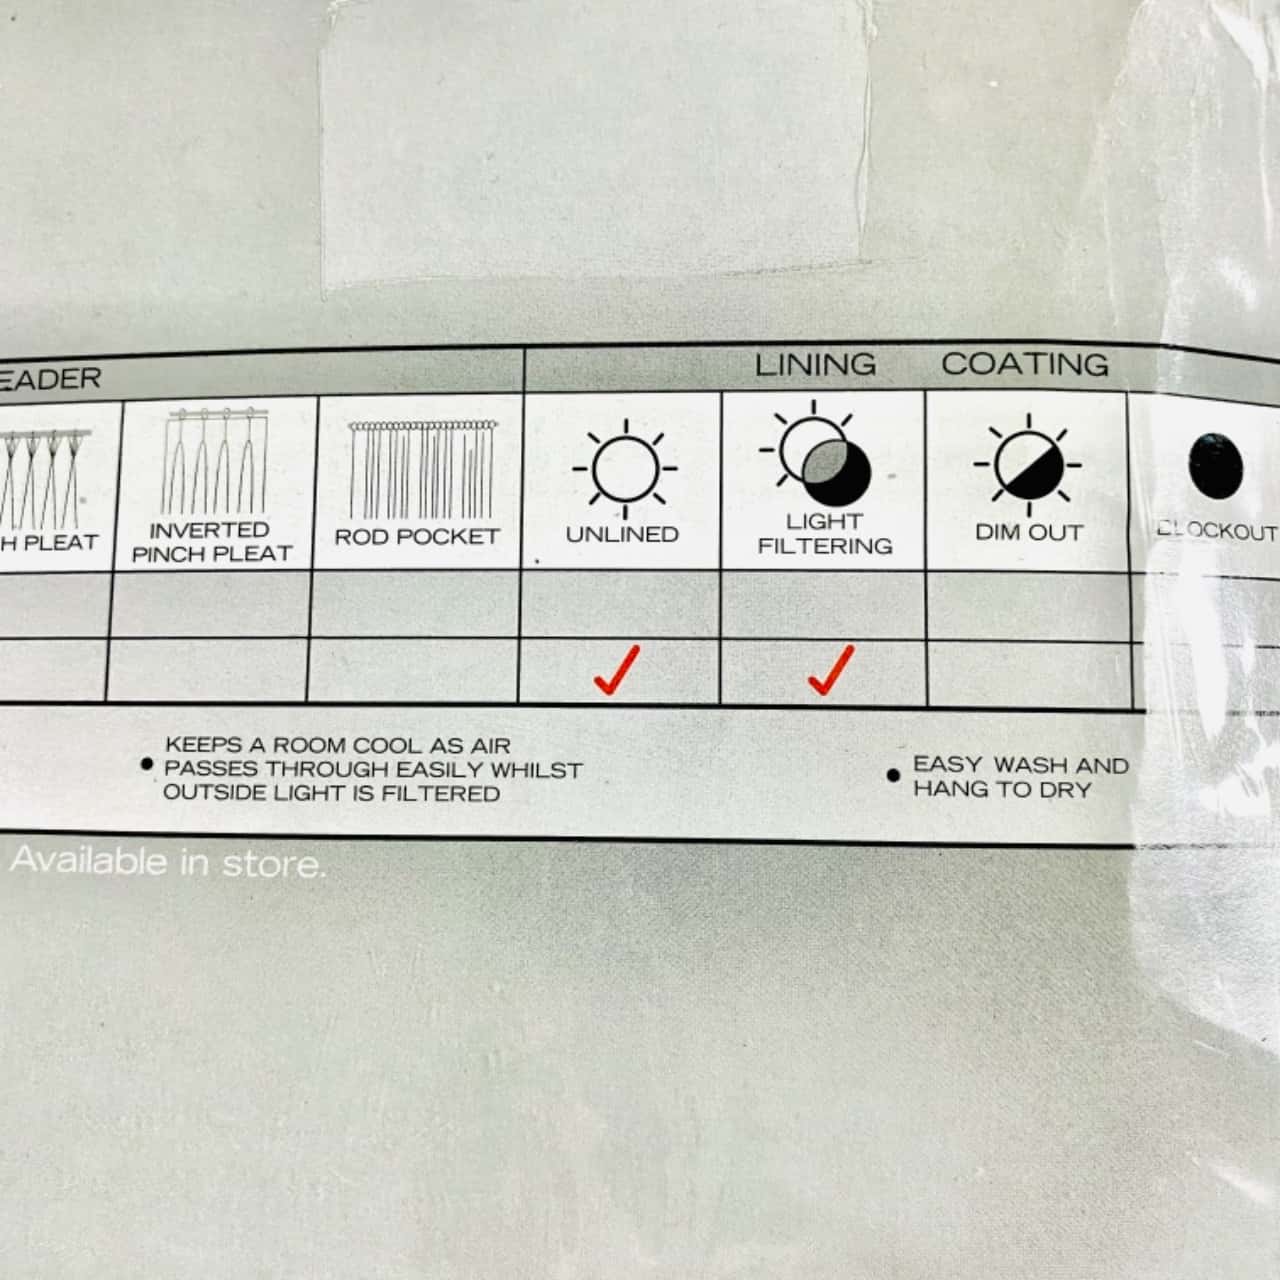 EADER
LINING COATING
H PLEAT
INVERTED
PINCH PLEAT
ROD POCKET
UNLINED
LIGHT
FILTERING
DIM OUT
BLOCKOUT
• KEEPS A ROOM COOL AS AIR
PASSES THROUGH EASILY WHILST
OUTSIDE LIGHT IS FILTERED
• EASY WASH AND
HANG TO DRY
Available in store.